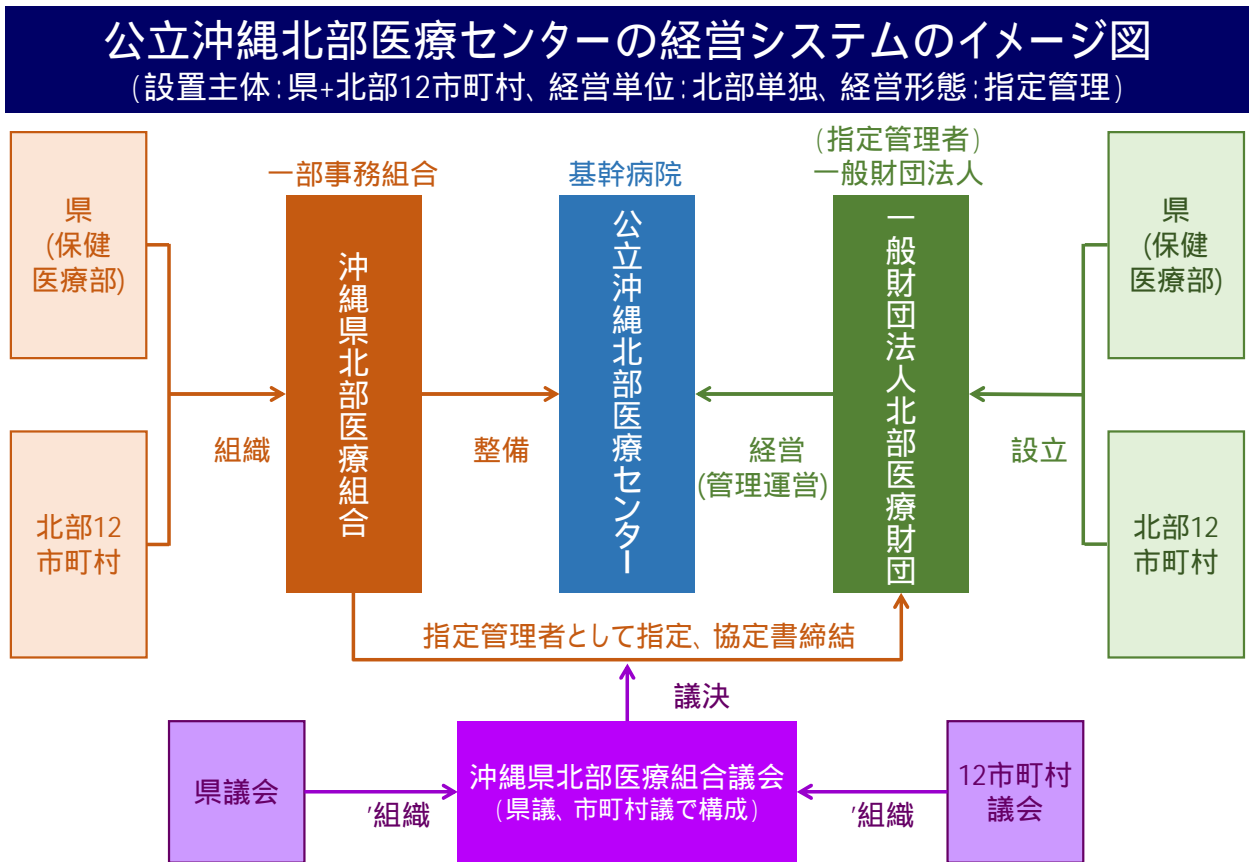 公立沖縄北部医療センターの経営システムのイメージ図
(設置主体:県+北部12市町村、経営単位:北部単独、経営形態:指定管理)
県
(保健
医療部)
北部12
市町村
組織
一部事務組合
沖縄県北部医療組合
整備
基幹病院
公立沖縄北部医療センター
経営
(管理運営)
(指定管理者)
一般財団法人
一般財団法人北部医療財団
設立
県
(保健
医療部)
北部12
市町村
指定管理者として指定、協定書締結
議決
県議会
'組織
沖縄県北部医療組合議会
(県議、市町村議で構成)
'組織
12市町村
議会